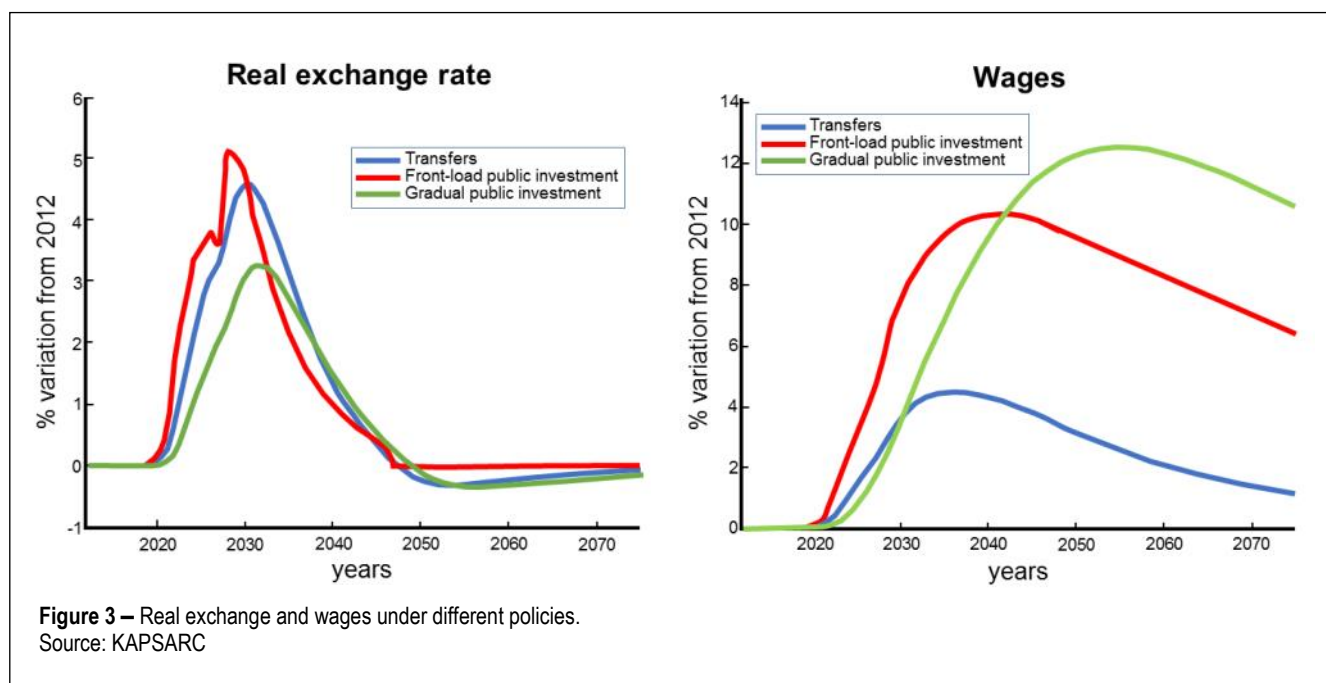 Real exchange rate
% variation from 2012
6
5
4
3
2
1
0
-1
Transfers
Front-load public investment
Gradual public investment
2020 2030 2040 2050 2060 2070
years
Wages
% variation from 2012
14
12
10
8
6
4
2
0
Transfers
Front-load public investment
Gradual public investment
2020 2030 2040 2050 2060 2070
years
Figure 3 – Real exchange and wages under different policies.
Source: KAPSARC